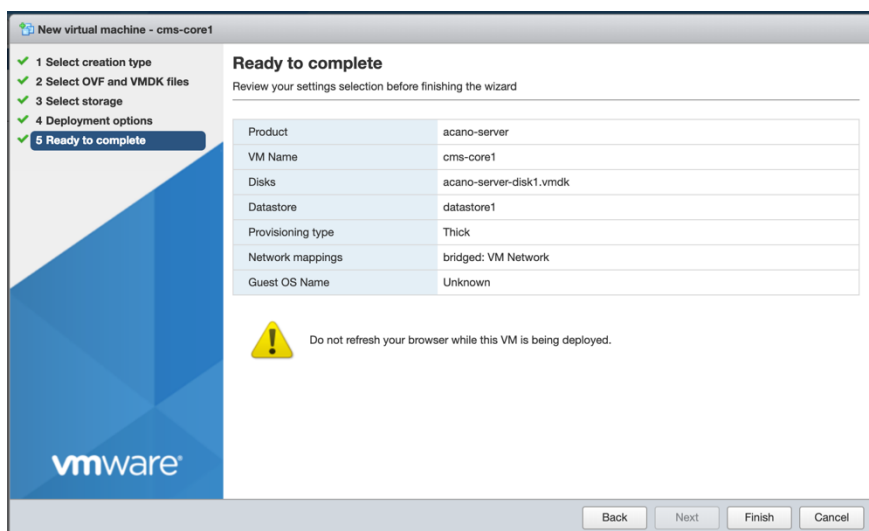 New virtual machine - cms-core1
1 Select creation type
2 Select OVF and VMDK files
3 Select storage
4 Deployment options
5 Ready to complete
Ready to complete
Review your settings selection before finishing the wizard
Product acano-server
VM Name cms-core1
Disks acano-server-disk1.vmdk
Datastore datastore1
Provisioning type Thick
Network mappings bridged: VM Network
Guest OS Name Unknown
Do not refresh your browser while this VM is being deployed.
vmware®
Back Next Finish Cancel